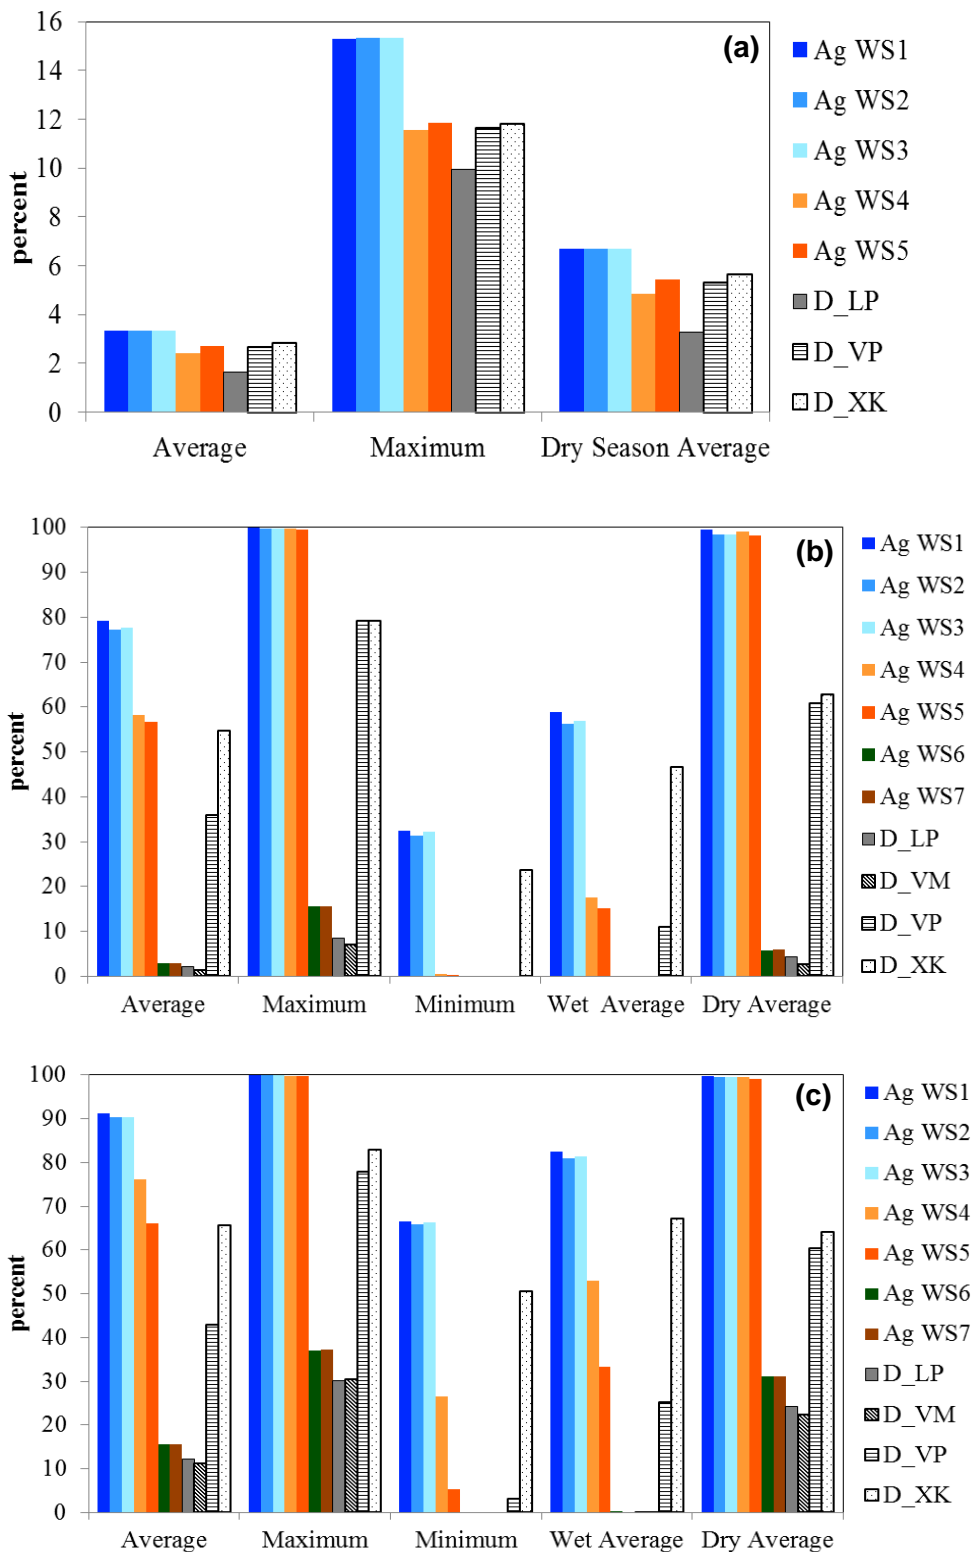 16
14
12
10
8
6
4
2
0
percent
(a)
Average
Maximum
Dry Season Average
Ag WS1
Ag WS2
Ag WS3
Ag WS4
Ag WS5
D_LP
D_VP
D_XK
100
90
80
70
60
50
40
30
20
10
0
percent
(b)
Average
Maximum
Minimum
Wet Average
Dry Average
Ag WS1
Ag WS2
Ag WS3
Ag WS4
Ag WS5
Ag WS6
Ag WS7
D_LP
D_VM
D_VP
D_XK
100
90
80
70
60
50
40
30
20
10
0
percent
(c)
Average
Maximum
Minimum
Wet Average
Dry Average
Ag WS1
Ag WS2
Ag WS3
Ag WS4
Ag WS5
Ag WS6
Ag WS7
D_LP
D_VM
D_VP
D_XK